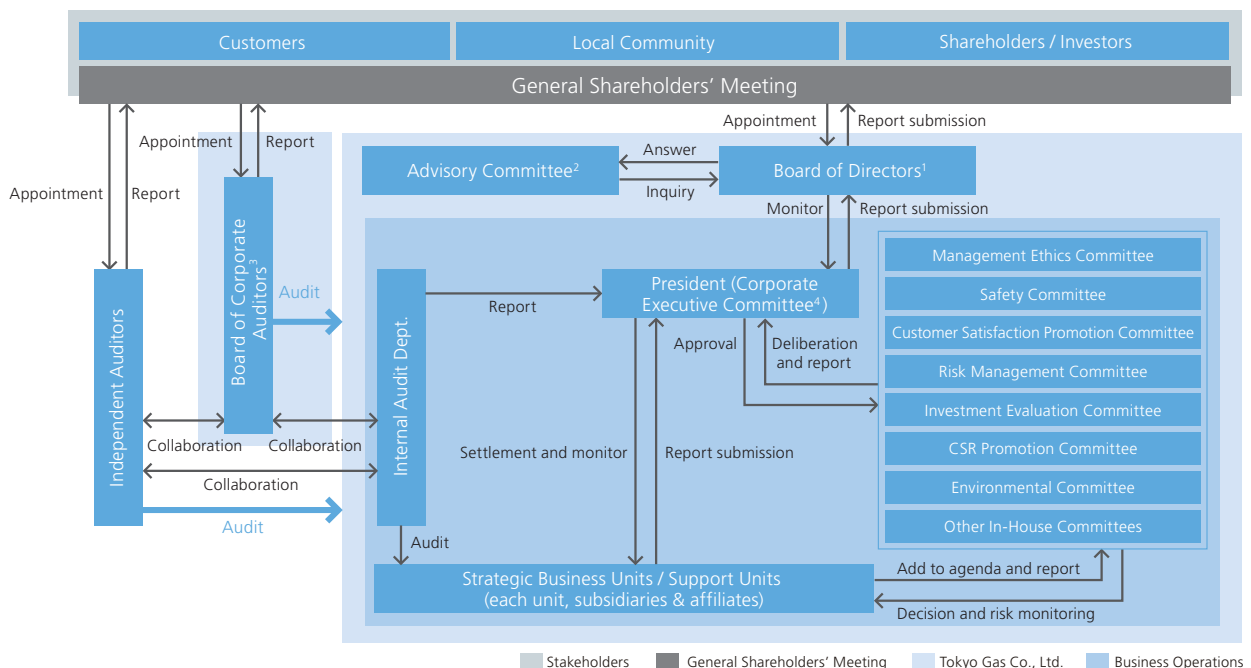 Customers
Local Community
Shareholders / Investors
General Shareholders' Meeting
Appointment
Report
Appointment
Report
Appointment
Report submission
Advisory Committee2
Answer
Inquiry
Board of Directors1
Monitor
Report submission
Independent Auditors
Board of Corporate
Auditors3
Audit
Internal Audit Dept.
Report
President (Corporate
Executive Committee4)
Approval
Deliberation
and report
Management Ethics Committee
Safety Committee
Customer Satisfaction Promotion Committee
Risk Management Committee
Investment Evaluation Committee
CSR Promotion Committee
Environmental Committee
Other In-House Committees
Collaboration
Collaboration
Collaboration
Audit
Settlement and monitor
Report submission
Audit
Strategic Business Units / Support Units
(each unit, subsidiaries & affiliates)
Add to agenda and report
Decision and risk monitoring
Stakeholders
General Shareholders' Meeting
Tokyo Gas Co., Ltd.
Business Operations